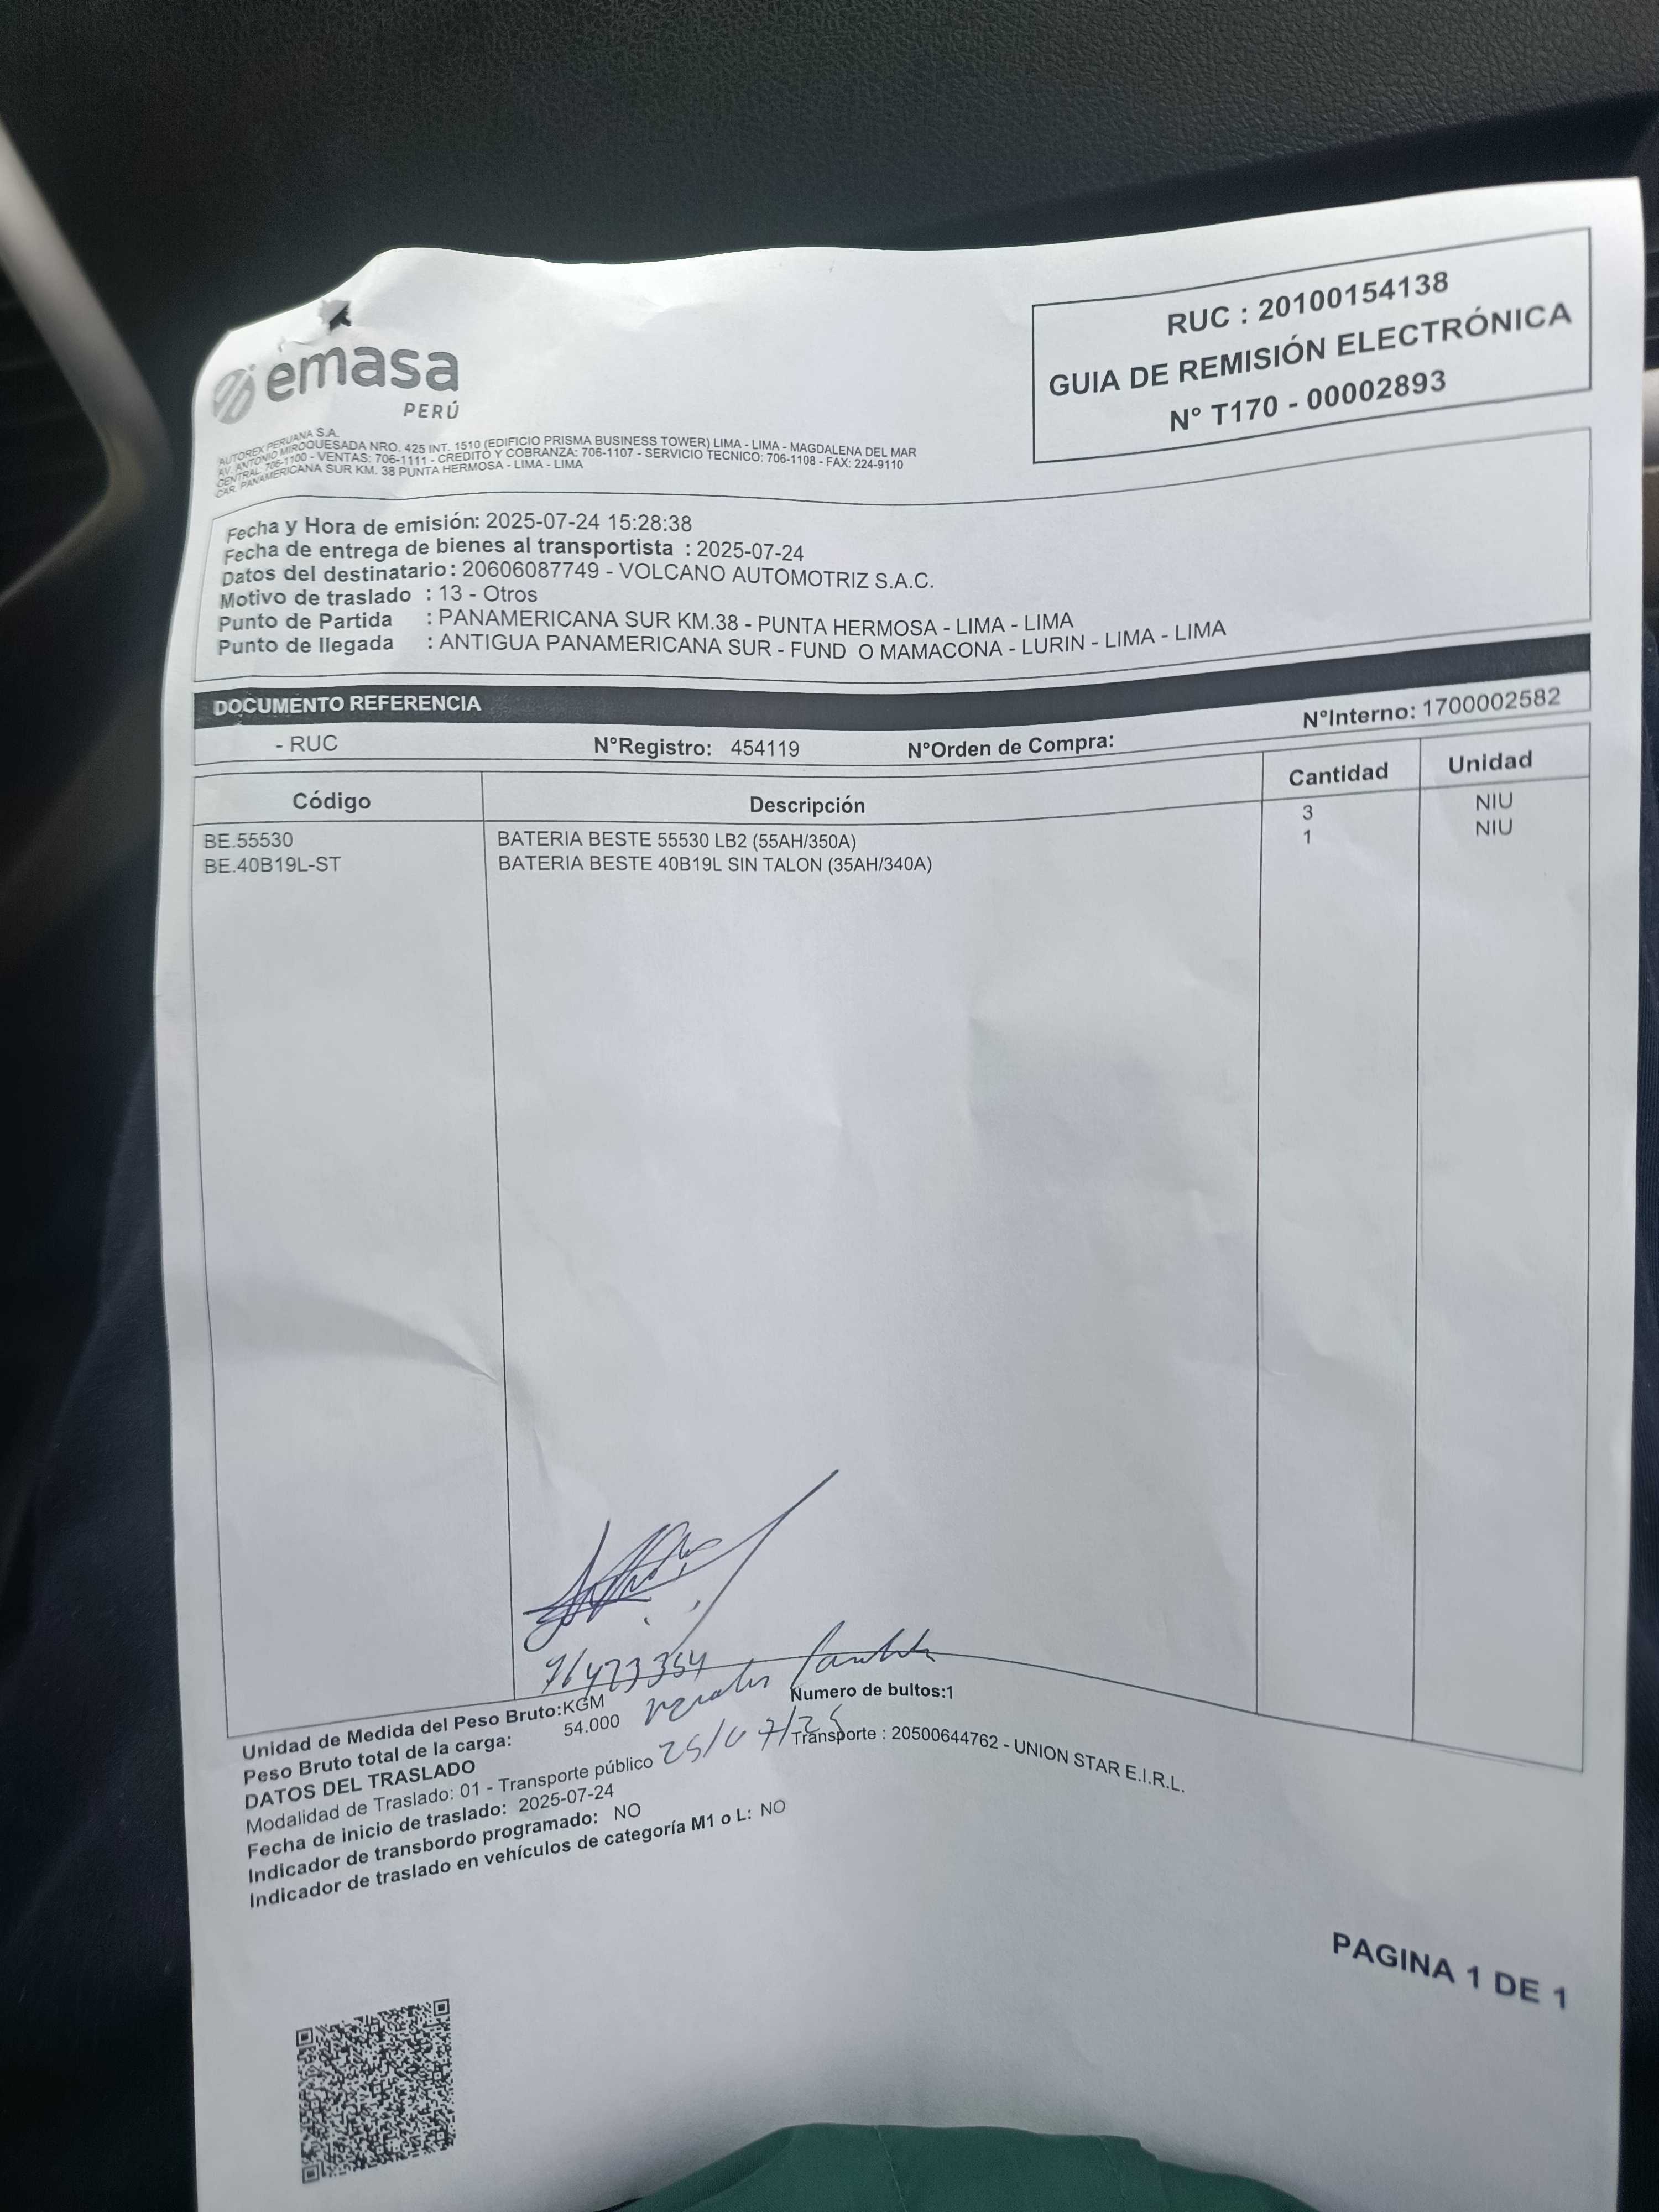 emasa
PERÚ
RUC : 20100154138
GUIA DE REMISIÓN ELECTRÓNICA
N° T170 - 00002893
AUTOREX PERUANA S.A.
AV. ANTONIO MIROQUESADA NRO. 425 INT. 1510 (EDIFICIO PRISMA BUSINESS TOWER) LIMA - LIMA - MAGDALENA DEL MAR
CENTRAL: 706-1100 - VENTAS: 706-1111 - CREDITO Y COBRANZA: 706-1107 - SERVICIO TECNICO: 706-1108 - FAX: 224-9110
CAR. PANAMERICANA SUR KM. 38 PUNTA HERMOSA - LIMA - LIMA
Fecha y Hora de emisión: 2025-07-24 15:28:38
Fecha de entrega de bienes al transportista : 2025-07-24
Datos del destinatario: 20606087749 - VOLCANO AUTOMOTRIZ S.A.C.
Motivo de traslado : 13 - Otros
Punto de Partida : PANAMERICANA SUR KM.38 - PUNTA HERMOSA - LIMA - LIMA
Punto de llegada : ANTIGUA PANAMERICANA SUR - FUND O MAMACONA - LURIN - LIMA - LIMA
DOCUMENTO REFERENCIA
N°Interno: 1700002582
- RUC N°Registro: 454119 N°Orden de Compra:
Código Descripción Cantidad Unidad
BE.55530 BATERIA BESTE 55530 LB2 (55AH/350A) 3 NIU
BE.40B19L-ST BATERIA BESTE 40B19L SIN TALON (35AH/340A) 1 NIU
71473354
25/07/25
Unidad de Medida del Peso Bruto:KGM Numero de bultos:1
Peso Bruto total de la carga: 54.000
DATOS DEL TRASLADO
Modalidad de Traslado: 01 - Transporte público Transporte : 20500644762 - UNION STAR E.I.R.L.
Fecha de inicio de traslado: 2025-07-24
Indicador de transbordo programado: NO
Indicador de traslado en vehículos de categoría M1 o L: NO
PAGINA 1 DE 1